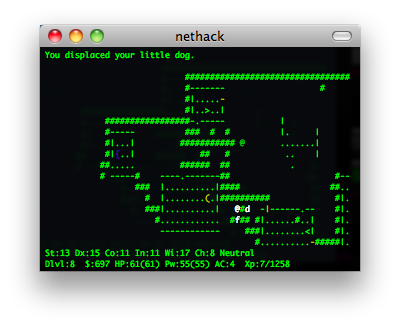 nethack
You displaced your little dog.
St:13 Dx:15 Co:11 In:11 Wi:17 Ch:8 Neutral
Dlvl:8 $:697 HP:61(61) Pw:55(55) AC:4 Xp:7/1258